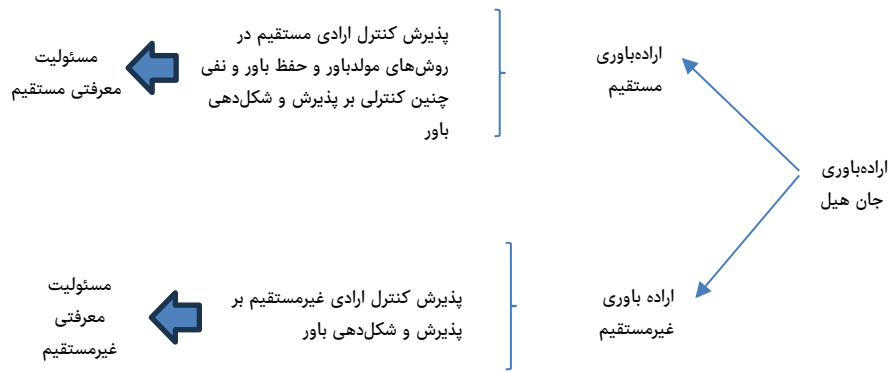 اراده‌باوری
جان هیل
اراده‌باوری
مستقیم
پذیرش کنترل ارادی مستقیم در
روش‌های مولدباور و حفظ باور و نفی
چنین کنترلی بر پذیرش و شکل‌دهی
باور
مسئولیت
معرفتی مستقیم
اراده باوری
غیرمستقیم
پذیرش کنترل ارادی غیرمستقیم بر
پذیرش و شکل‌دهی باور
مسئولیت
معرفتی
غیرمستقیم